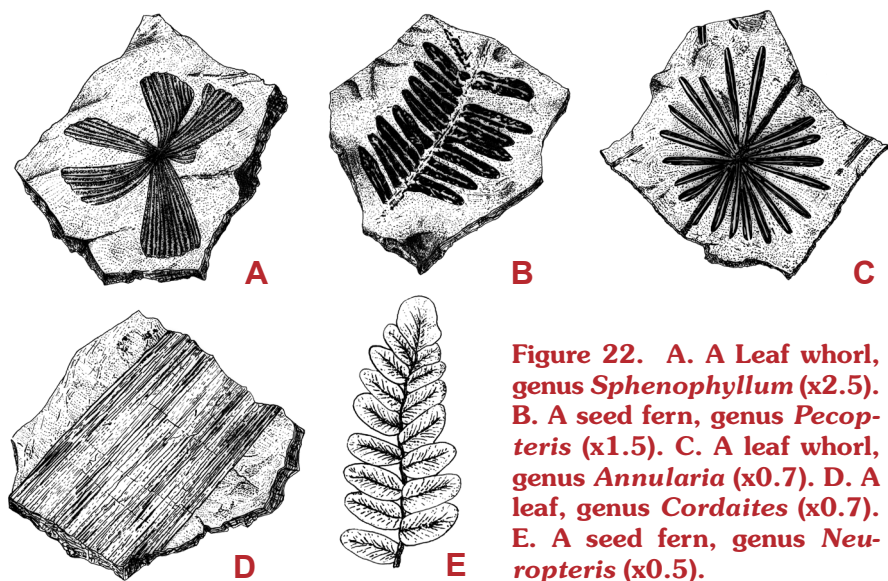 A
B
C
D
E
Figure 22. A. A Leaf whorl,
genus Sphenophyllum (x2.5).
B. A seed fern, genus Pecop-
teris (x1.5). C. A leaf whorl,
genus Annularia (x0.7). D. A
leaf, genus Cordaites (x0.7).
E. A seed fern, genus Neu-
ropteris (x0.5).